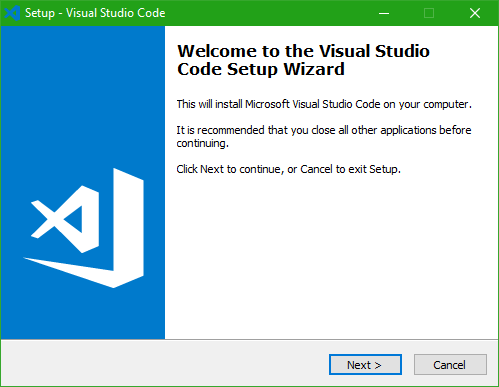 Setup - Visual Studio Code
Welcome to the Visual Studio
Code Setup Wizard
This will install Microsoft Visual Studio Code on your computer.
It is recommended that you close all other applications before
continuing.
Click Next to continue, or Cancel to exit Setup.
Next >
Cancel